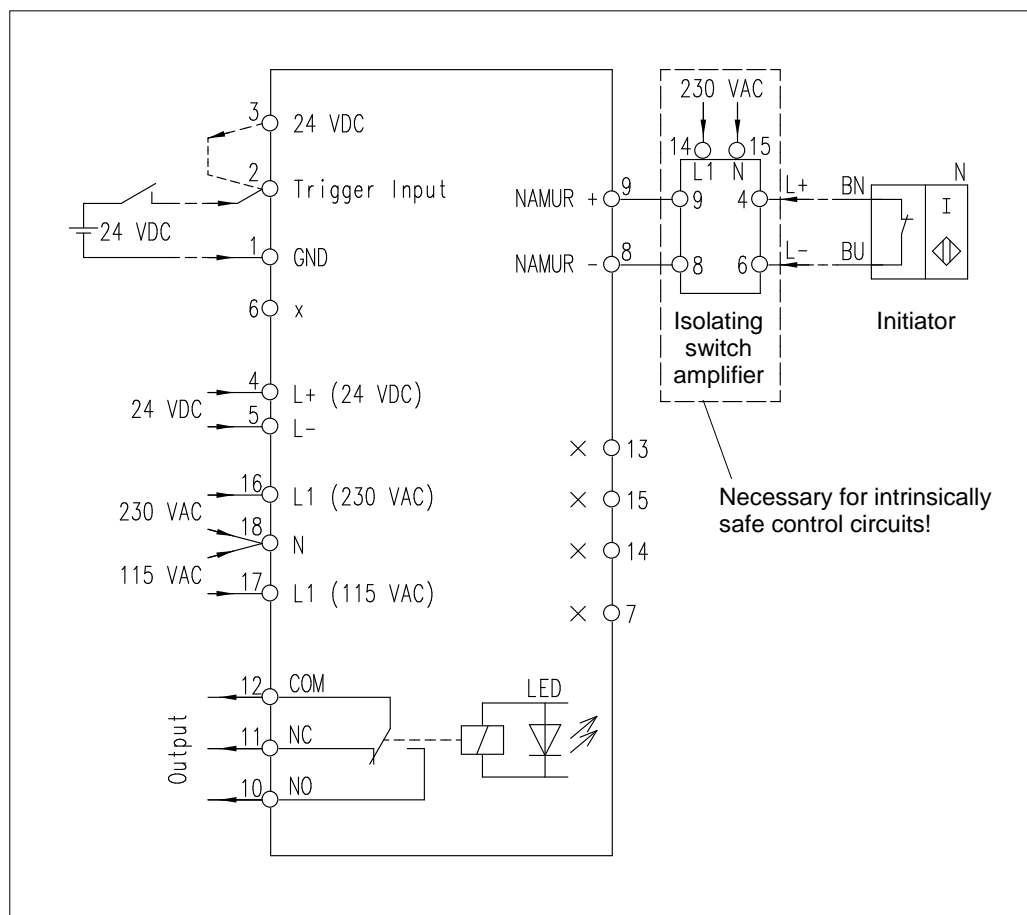 230 VAC
3
24 VDC
14
15
L1
N
2
Trigger Input
9
NAMUR +
9
4
L+
BN
N
I
24 VDC
1
GND
8
NAMUR -
8
6
L-
BU
6
x
Isolating
switch
amplifier
Initiator
4
L+ (24 VDC)
24 VDC
5
L-
× 13
16
L1 (230 VAC)
× 15
Necessary for intrinsically
safe control circuits!
230 VAC
18
N
× 14
115 VAC
17
L1 (115 VAC)
× 7
12
COM
LED
Output
11
NC
10
NO